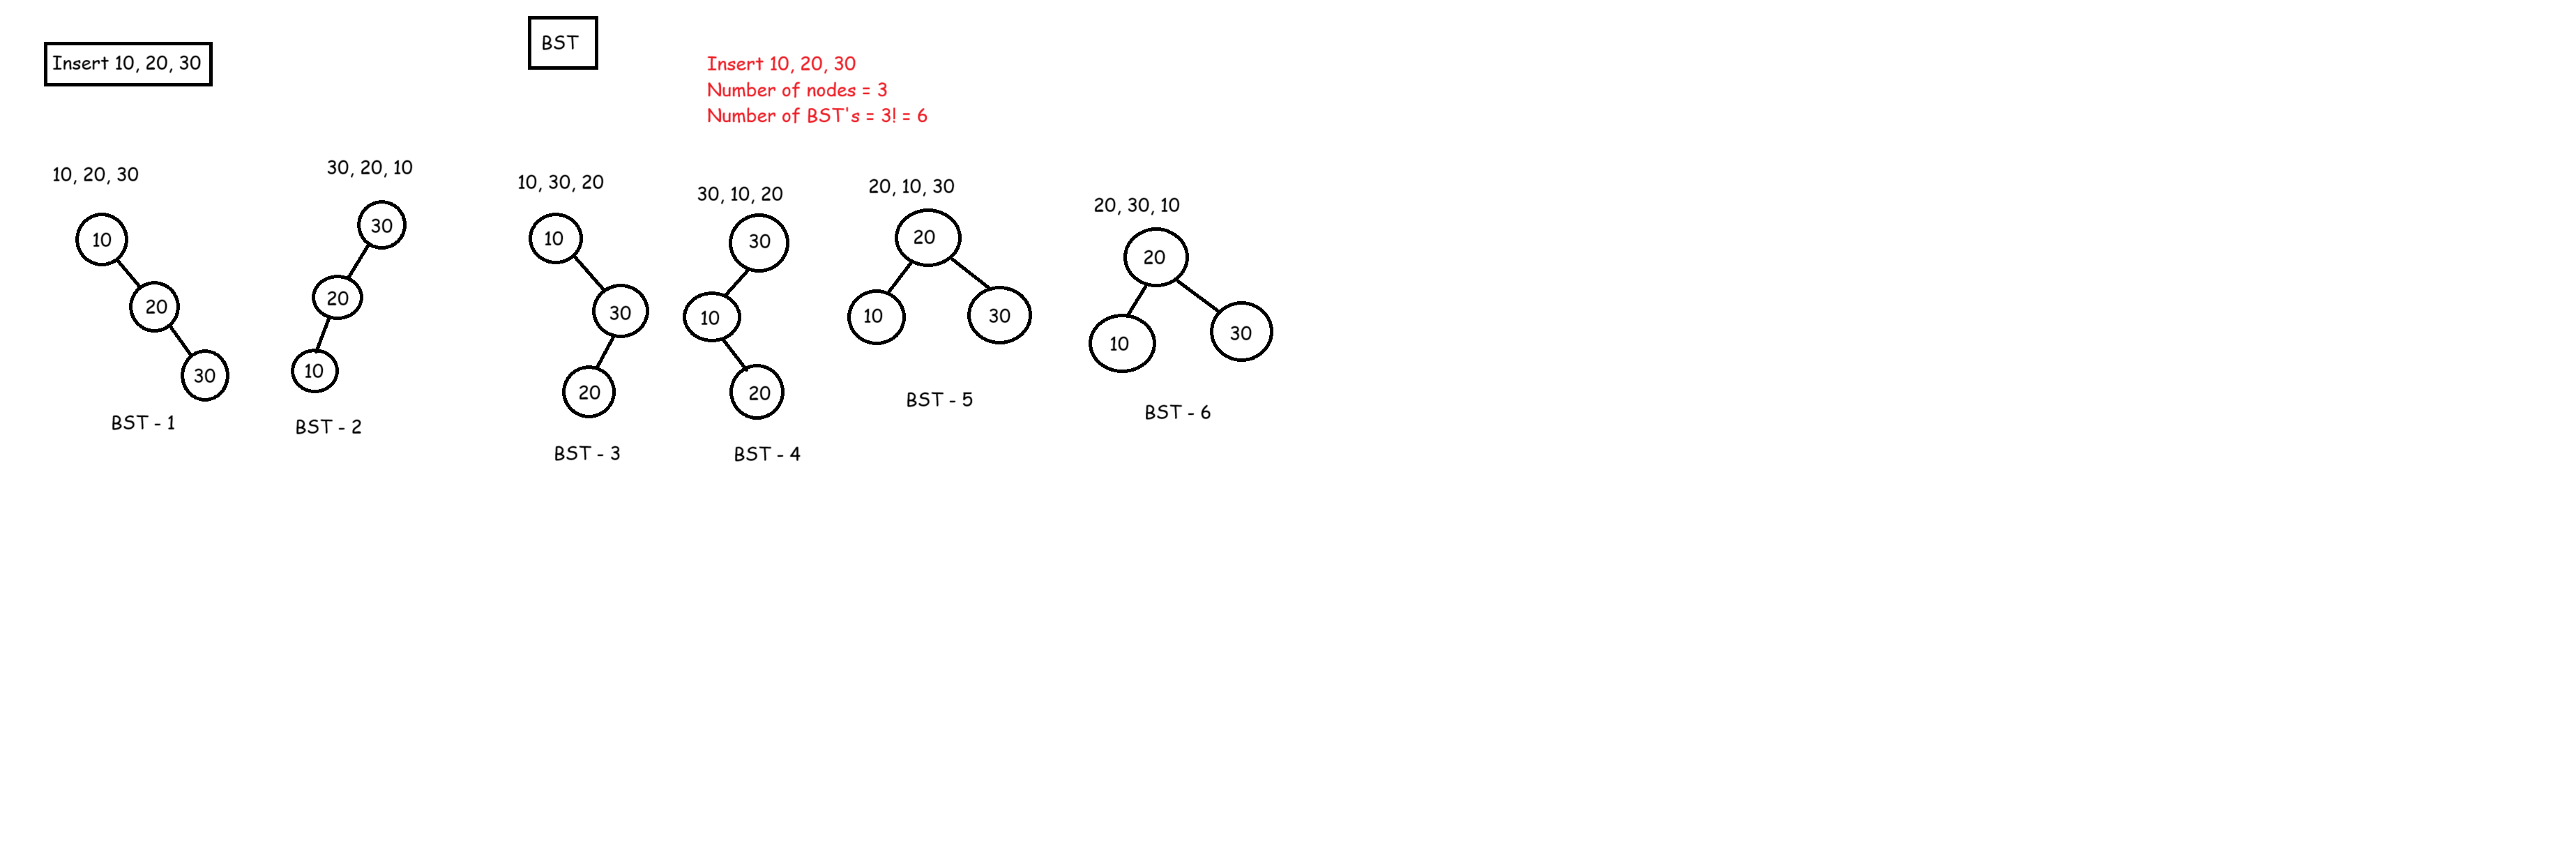 BST
Insert 10, 20, 30
Insert 10, 20, 30
Number of nodes = 3
Number of BST's = 3! = 6
10, 20, 30
10
20
30
BST - 1
30, 20, 10
30
20
10
BST - 2
10, 30, 20
10
30
20
BST - 3
30, 10, 20
30
10
20
BST - 4
20, 10, 30
20
10
30
BST - 5
20, 30, 10
20
10
30
BST - 6